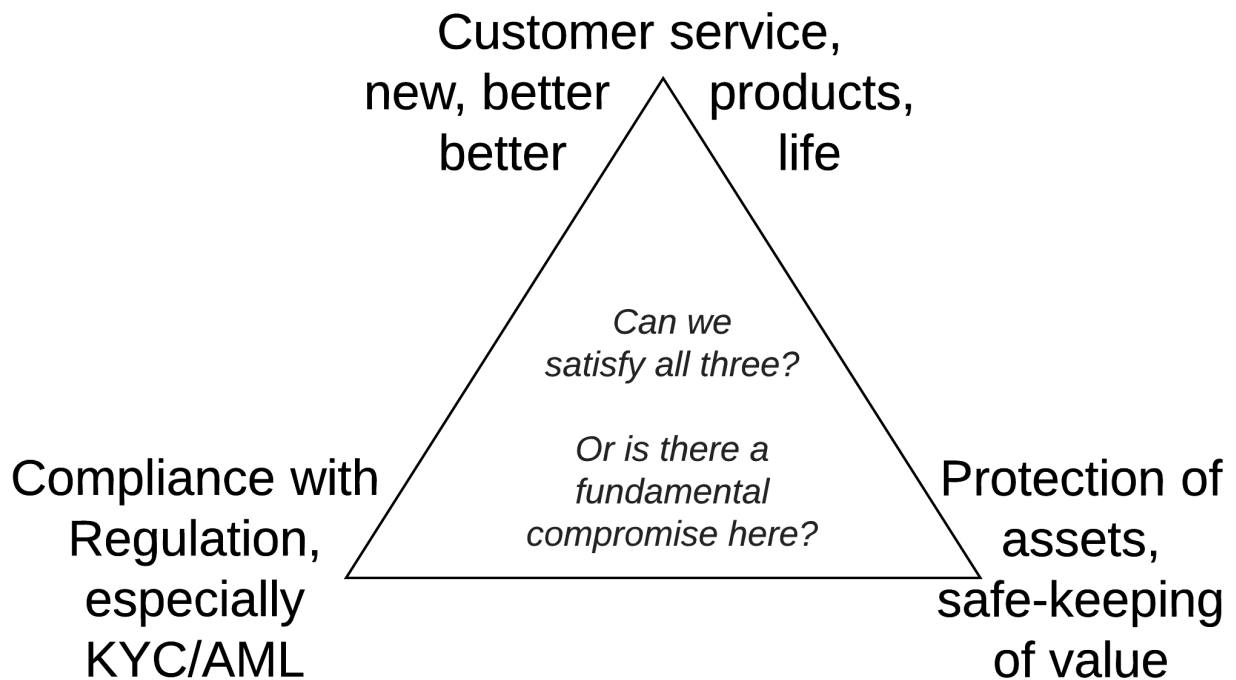 Customer service,
new, better products,
better life
Can we
satisfy all three?
Or is there a
fundamental
compromise here?
Compliance with
Regulation,
especially
KYC/AML
Protection of
assets,
safe-keeping
of value